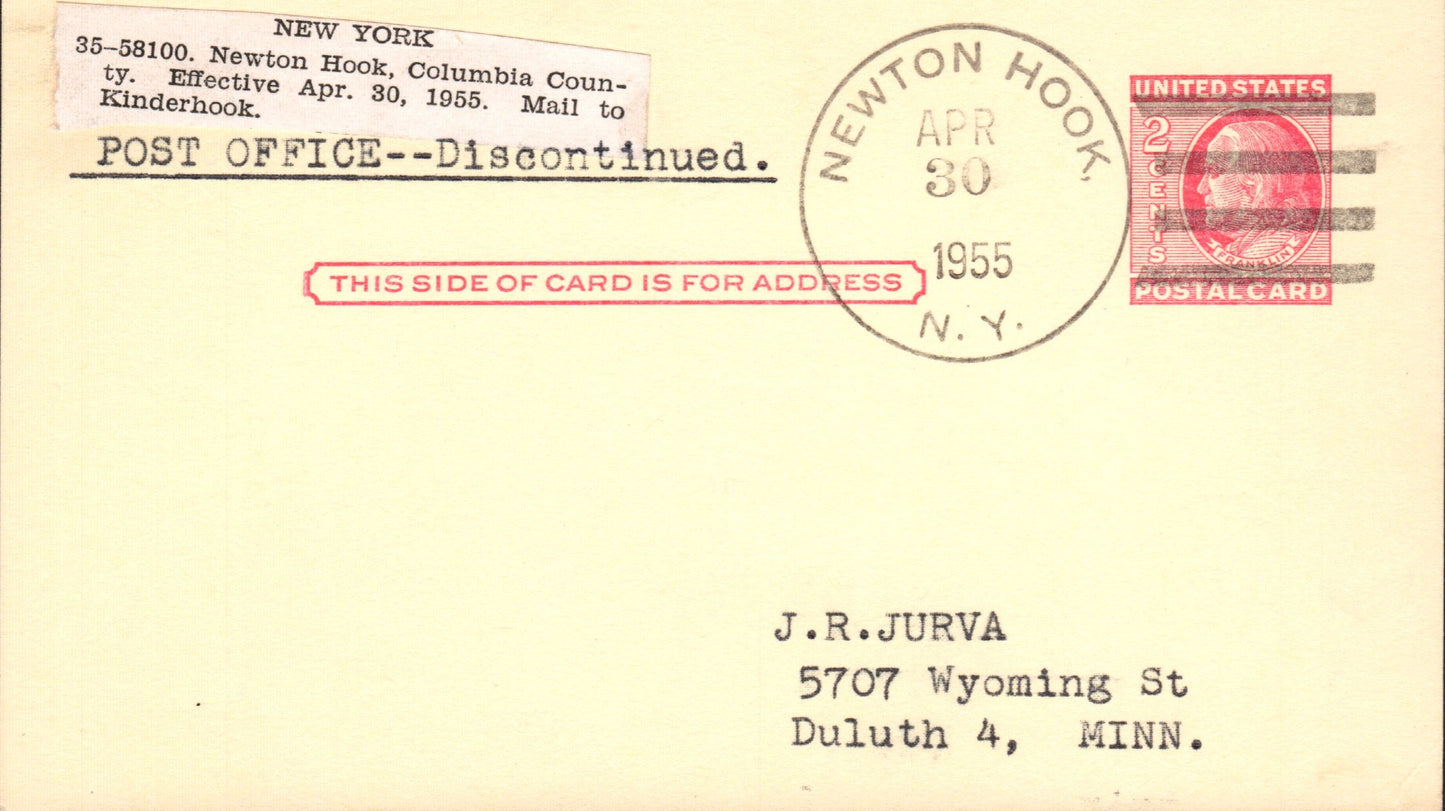 NEW YORK
35–58100. Newton Hook, Columbia Coun-
ty. Effective Apr. 30, 1955. Mail to
Kinderhook.
POST OFFICE--Discontinued.
NEWTON HOOK,
APR
30
1955
N. Y.
UNITED STATES
2 CENTS
FRANKLIN
POSTAL CARD
THIS SIDE OF CARD IS FOR ADDRESS
J.R.JURVA
5707 Wyoming St
Duluth 4, MINN.